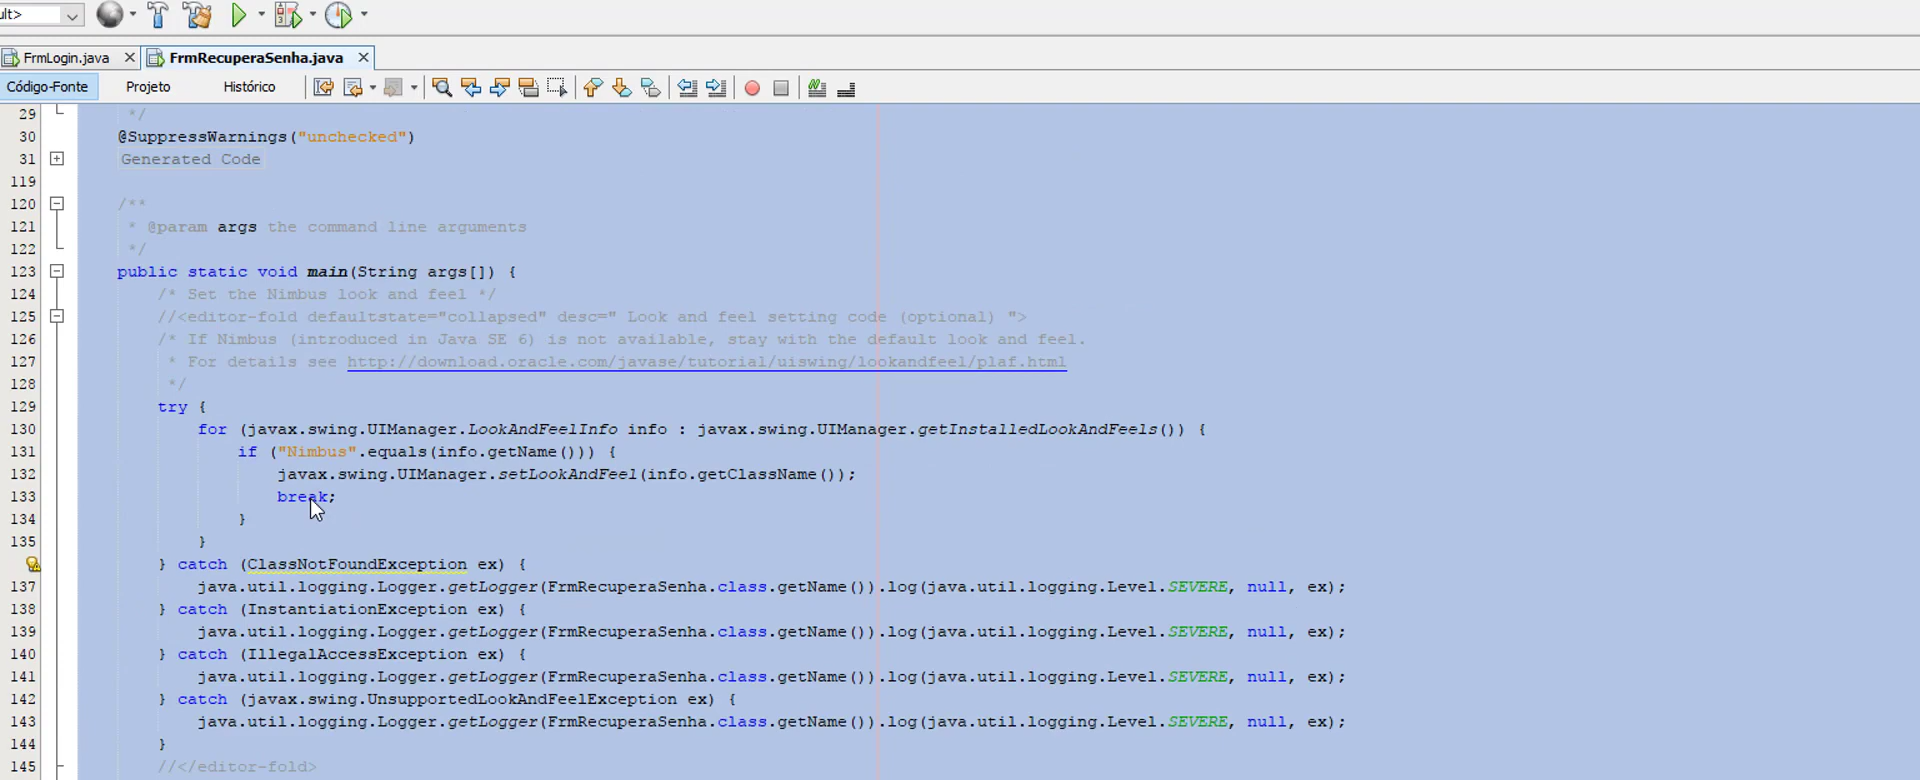 ult>
FrmLogin.java
FrmRecuperaSenha.java
Código-Fonte Projeto Histórico
29 */
30 @SuppressWarnings("unchecked")
31 Generated Code
119
120 /**
121 * @param args the command line arguments
122 */
123 public static void main(String args[]) {
124 /* Set the Nimbus look and feel */
125 //<editor-fold defaultstate="collapsed" desc=" Look and feel setting code (optional) ">
126 /* If Nimbus (introduced in Java SE 6) is not available, stay with the default look and feel.
127 * For details see http://download.oracle.com/javase/tutorial/uiswing/lookandfeel/plaf.html
128 */
129 try {
130 for (javax.swing.UIManager.LookAndFeelInfo info : javax.swing.UIManager.getInstalledLookAndFeels()) {
131 if ("Nimbus".equals(info.getName())) {
132 javax.swing.UIManager.setLookAndFeel(info.getClassName());
133 break;
134 }
135 }
} catch (ClassNotFoundException ex) {
137 java.util.logging.Logger.getLogger(FrmRecuperaSenha.class.getName()).log(java.util.logging.Level.SEVERE, null, ex);
138 } catch (InstantiationException ex) {
139 java.util.logging.Logger.getLogger(FrmRecuperaSenha.class.getName()).log(java.util.logging.Level.SEVERE, null, ex);
140 } catch (IllegalAccessException ex) {
141 java.util.logging.Logger.getLogger(FrmRecuperaSenha.class.getName()).log(java.util.logging.Level.SEVERE, null, ex);
142 } catch (javax.swing.UnsupportedLookAndFeelException ex) {
143 java.util.logging.Logger.getLogger(FrmRecuperaSenha.class.getName()).log(java.util.logging.Level.SEVERE, null, ex);
144 }
145 //</editor-fold>